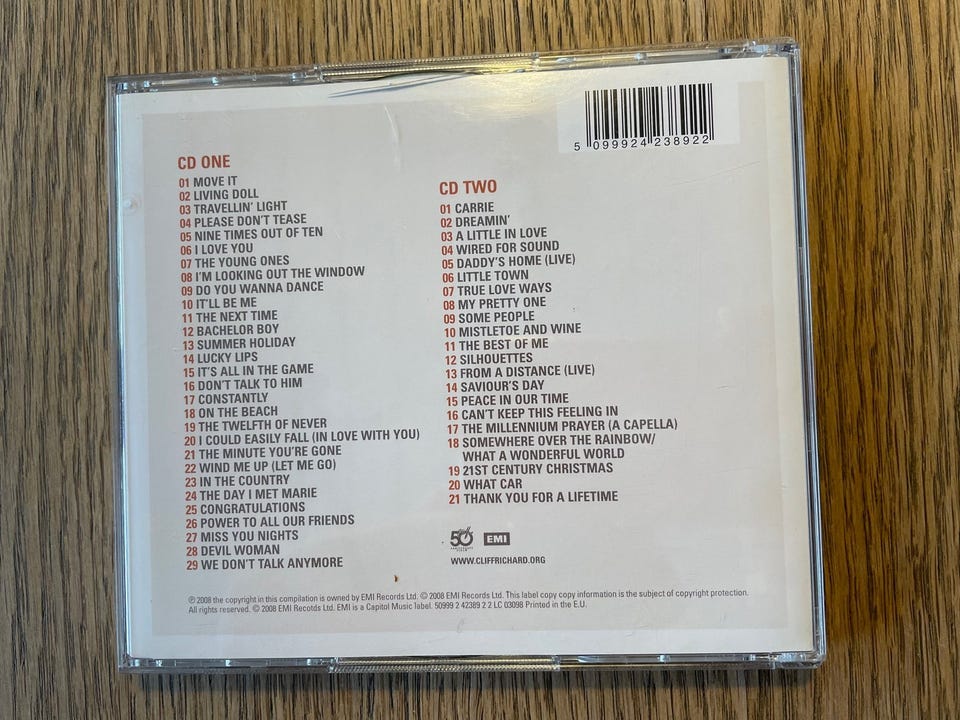 5 099924 238922
CD ONE
01 MOVE IT
02 LIVING DOLL
03 TRAVELLIN' LIGHT
04 PLEASE DON'T TEASE
05 NINE TIMES OUT OF TEN
06 I LOVE YOU
07 THE YOUNG ONES
08 I'M LOOKING OUT THE WINDOW
09 DO YOU WANNA DANCE
10 IT'LL BE ME
11 THE NEXT TIME
12 BACHELOR BOY
13 SUMMER HOLIDAY
14 LUCKY LIPS
15 IT'S ALL IN THE GAME
16 DON'T TALK TO HIM
17 CONSTANTLY
18 ON THE BEACH
19 THE TWELFTH OF NEVER
20 I COULD EASILY FALL (IN LOVE WITH YOU)
21 THE MINUTE YOU'RE GONE
22 WIND ME UP (LET ME GO)
23 IN THE COUNTRY
24 THE DAY I MET MARIE
25 CONGRATULATIONS
26 POWER TO ALL OUR FRIENDS
27 MISS YOU NIGHTS
28 DEVIL WOMAN
29 WE DON'T TALK ANYMORE
CD TWO
01 CARRIE
02 DREAMIN'
03 A LITTLE IN LOVE
04 WIRED FOR SOUND
05 DADDY'S HOME (LIVE)
06 LITTLE TOWN
07 TRUE LOVE WAYS
08 MY PRETTY ONE
09 SOME PEOPLE
10 MISTLETOE AND WINE
11 THE BEST OF ME
12 SILHOUETTES
13 FROM A DISTANCE (LIVE)
14 SAVIOUR'S DAY
15 PEACE IN OUR TIME
16 CAN'T KEEP THIS FEELING IN
17 THE MILLENNIUM PRAYER (A CAPELLA)
18 SOMEWHERE OVER THE RAINBOW/
WHAT A WONDERFUL WORLD
19 21ST CENTURY CHRISTMAS
20 WHAT CAR
21 THANK YOU FOR A LIFETIME
50 EMI
WWW.CLIFFRICHARD.ORG
℗ 2008 the copyright in this compilation is owned by EMI Records Ltd. © 2008 EMI Records Ltd. This label copy copy information is the subject of copyright protection.
All rights reserved. © 2008 EMI Records Ltd. EMI is a Capitol Music label. 50999 2 42389 2 2 LC 03098 Printed in the E.U.